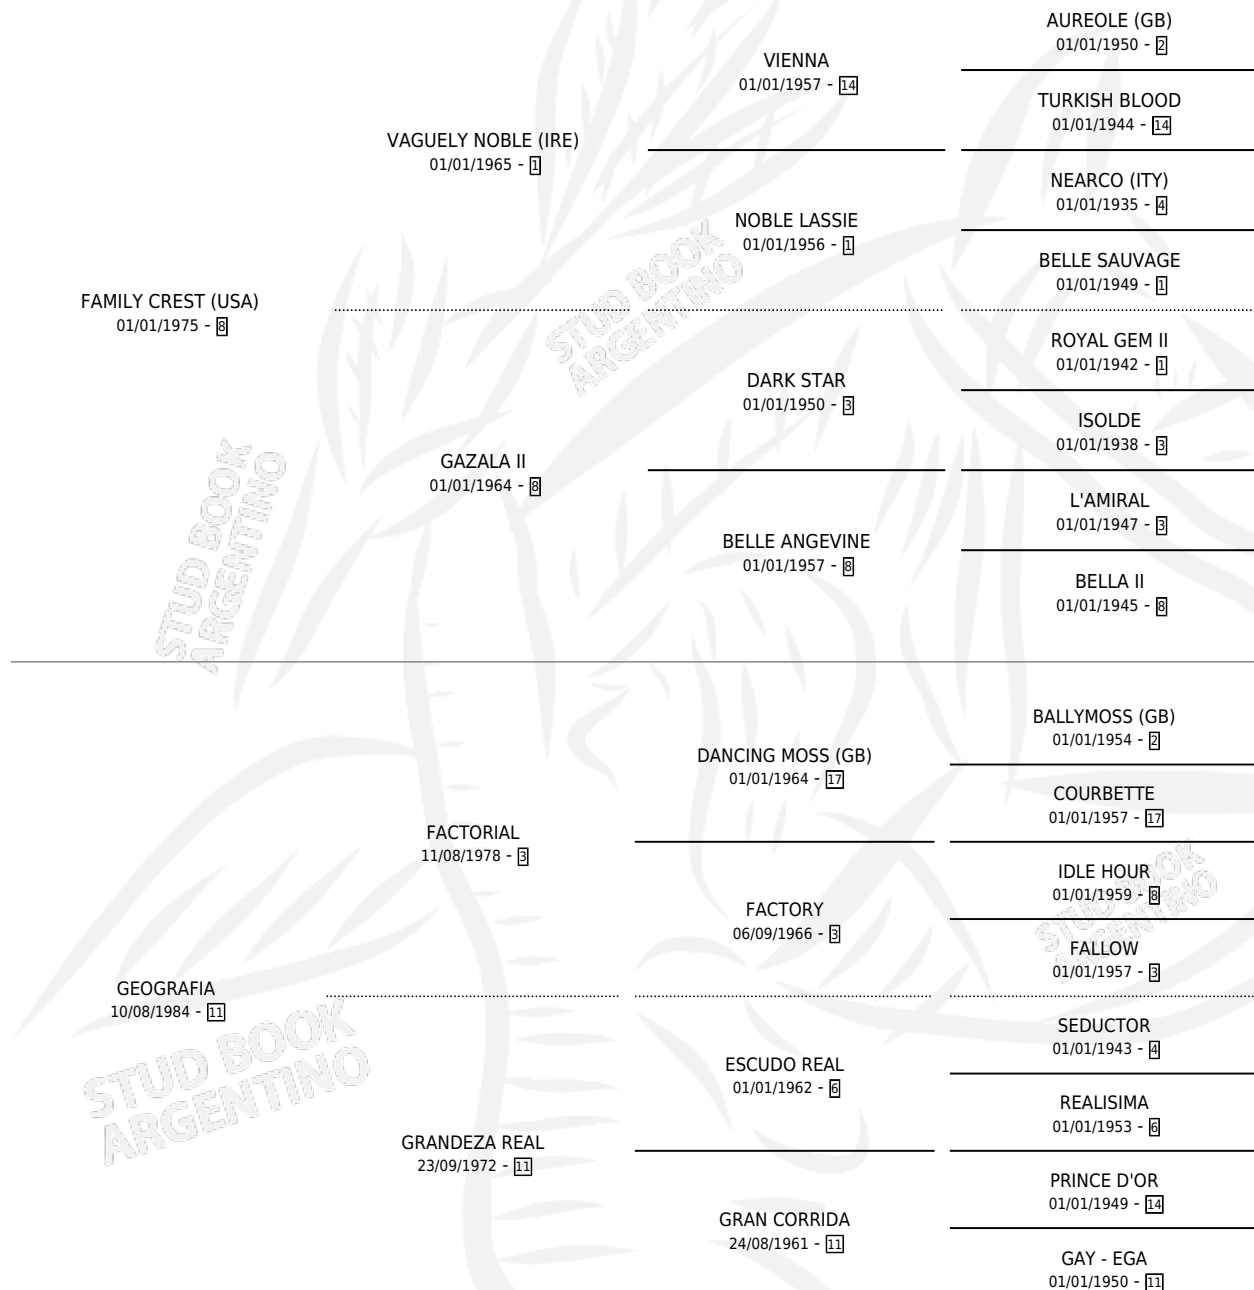 AUREOLE (GB)
01/01/1950 - 2
VIENNA
01/01/1957 - 14
TURKISH BLOOD
01/01/1944 - 14
VAGUELY NOBLE (IRE)
01/01/1965 - 1
NEARCO (ITY)
01/01/1935 - 4
NOBLE LASSIE
01/01/1956 - 1
BELLE SAUVAGE
01/01/1949 - 1
FAMILY CREST (USA)
01/01/1975 - 8
ROYAL GEM II
01/01/1942 - 1
DARK STAR
01/01/1950 - 3
ISOLDE
01/01/1938 - 3
GAZALA II
01/01/1964 - 8
L'AMIRAL
01/01/1947 - 3
BELLE ANGEVINE
01/01/1957 - 8
BELLA II
01/01/1945 - 8
BALLYMOSS (GB)
01/01/1954 - 2
DANCING MOSS (GB)
01/01/1964 - 17
COURBETTE
01/01/1957 - 17
FACTORIAL
11/08/1978 - 3
IDLE HOUR
01/01/1959 - 8
FACTORY
06/09/1966 - 3
FALLOW
01/01/1957 - 3
GEOGRAFIA
10/08/1984 - 11
SEDUCTOR
01/01/1943 - 4
ESCUDO REAL
01/01/1962 - 6
REALISIMA
01/01/1953 - 6
GRANDEZA REAL
23/09/1972 - 11
PRINCE D'OR
01/01/1949 - 14
GRAN CORRIDA
24/08/1961 - 11
GAY - EGA
01/01/1950 - 11
STUD BOOK
ARGENTINO
STUD BOOK
ARGENTINO
STUD BOOK
ARGENTINO
STUD BOOK
ARGENTINO